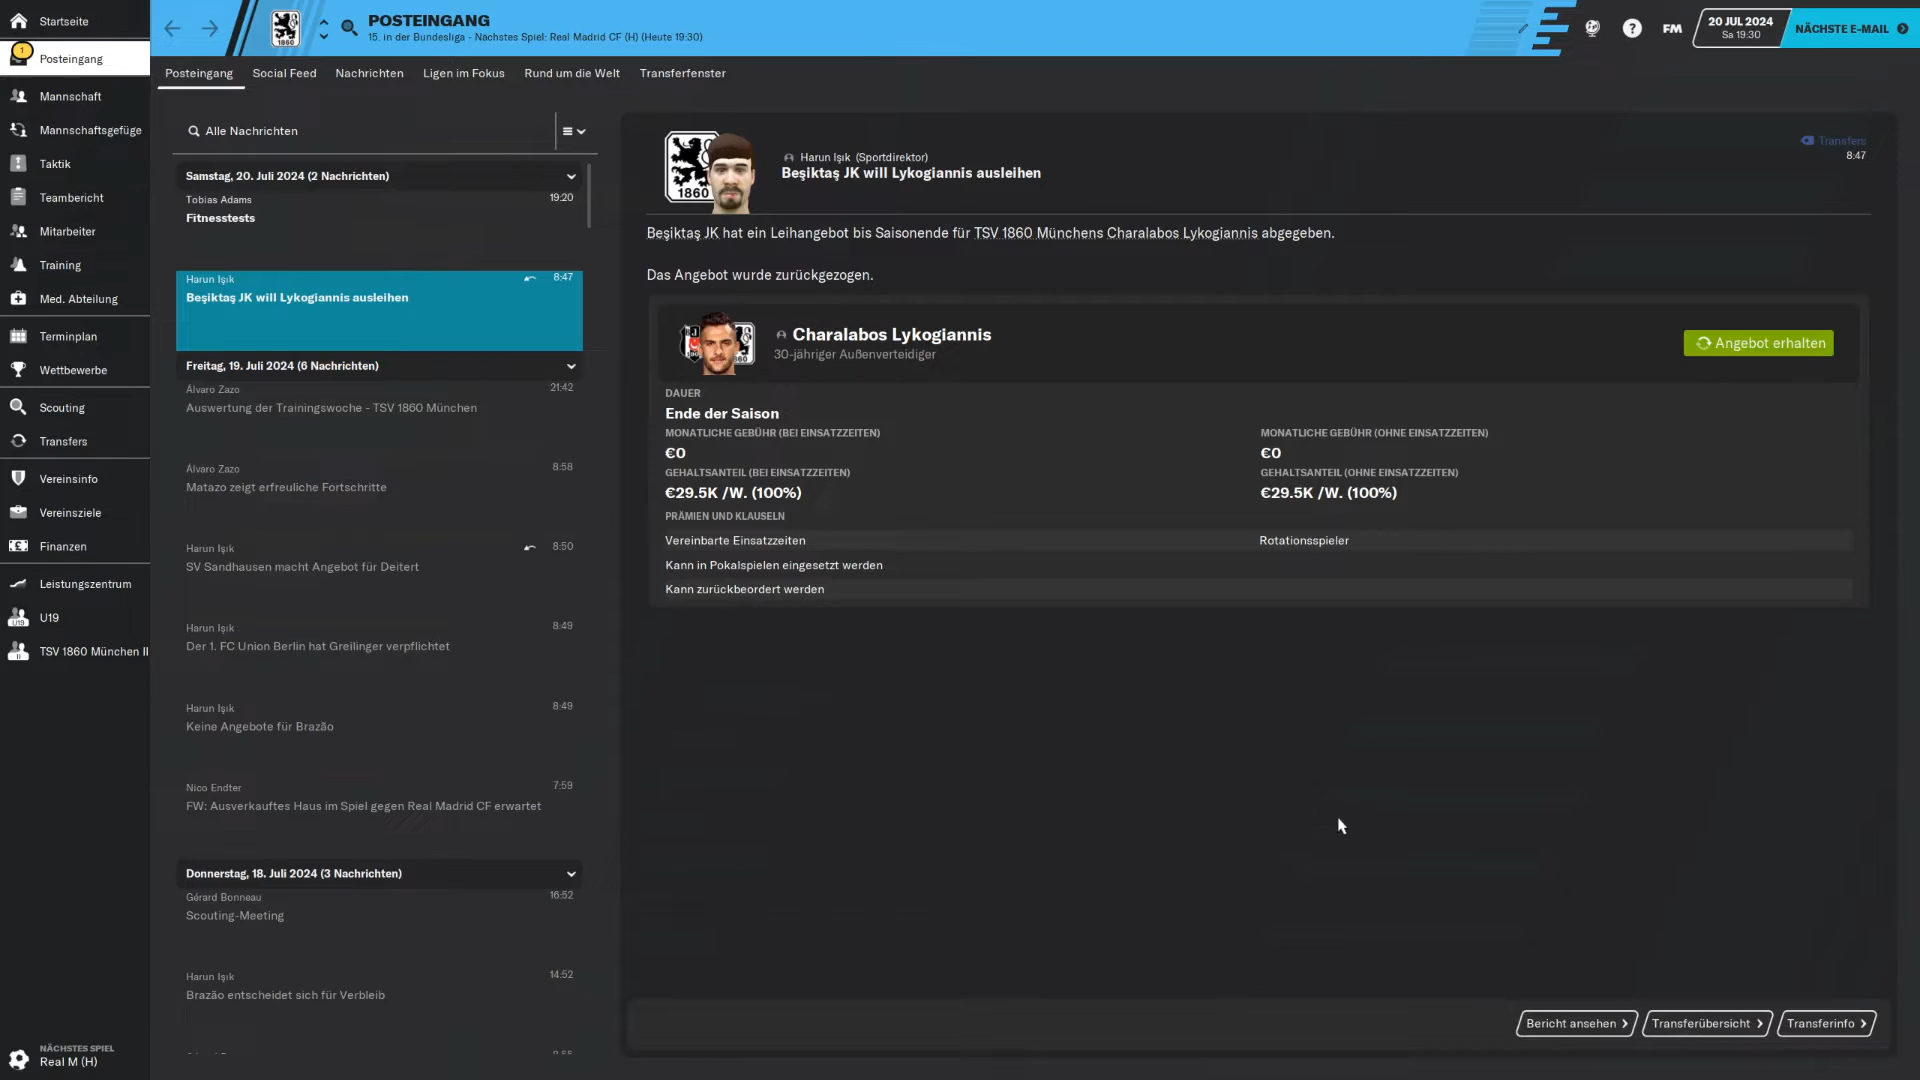 Startseite
1
Posteingang
Mannschaft
Mannschaftsgefüge
Taktik
Teambericht
Mitarbeiter
Training
Med. Abteilung
Terminplan
Wettbewerbe
Scouting
Transfers
Vereinsinfo
Vereinsziele
Finanzen
Leistungszentrum
U19
TSV 1860 München II
NÄCHSTES SPIEL
Real M (H)
POSTEINGANG
15. in der Bundesliga - Nächstes Spiel: Real Madrid CF (H) (Heute 19:30)
FM
20 JUL 2024
Sa 19:30
NÄCHSTE E-MAIL
Posteingang
Social Feed
Nachrichten
Ligen im Fokus
Rund um die Welt
Transferfenster
Alle Nachrichten
Samstag, 20. Juli 2024 (2 Nachrichten)
Tobias Adams 19:20
Fitnesstests
Harun Işık 8:47
Beşiktaş JK will Lykogiannis ausleihen
Freitag, 19. Juli 2024 (6 Nachrichten)
Álvaro Zazo 21:42
Auswertung der Trainingswoche - TSV 1860 München
Álvaro Zazo 8:58
Matazo zeigt erfreuliche Fortschritte
Harun Işık 8:50
SV Sandhausen macht Angebot für Deitert
Harun Işık 8:49
Der 1. FC Union Berlin hat Greilinger verpflichtet
Harun Işık 8:49
Keine Angebote für Brazão
Nico Endter 7:59
FW: Ausverkauftes Haus im Spiel gegen Real Madrid CF erwartet
Donnerstag, 18. Juli 2024 (3 Nachrichten)
Gérard Bonneau 16:52
Scouting-Meeting
Harun Işık 14:52
Brazão entscheidet sich für Verbleib
1860
Harun Işık (Sportdirektor)
Beşiktaş JK will Lykogiannis ausleihen
Transfers
8:47
Beşiktaş JK hat ein Leihangebot bis Saisonende für TSV 1860 Münchens Charalabos Lykogiannis abgegeben.
Das Angebot wurde zurückgezogen.
Charalabos Lykogiannis
30-jähriger Außenverteidiger
Angebot erhalten
DAUER
Ende der Saison
MONATLICHE GEBÜHR (BEI EINSATZZEITEN) MONATLICHE GEBÜHR (OHNE EINSATZZEITEN)
€0 €0
GEHALTSANTEIL (BEI EINSATZZEITEN) GEHALTSANTEIL (OHNE EINSATZZEITEN)
€29.5K /W. (100%) €29.5K /W. (100%)
PRÄMIEN UND KLAUSELN
Vereinbarte Einsatzzeiten Rotationsspieler
Kann in Pokalspielen eingesetzt werden
Kann zurückbeordert werden
Bericht ansehen
Transferübersicht
Transferinfo